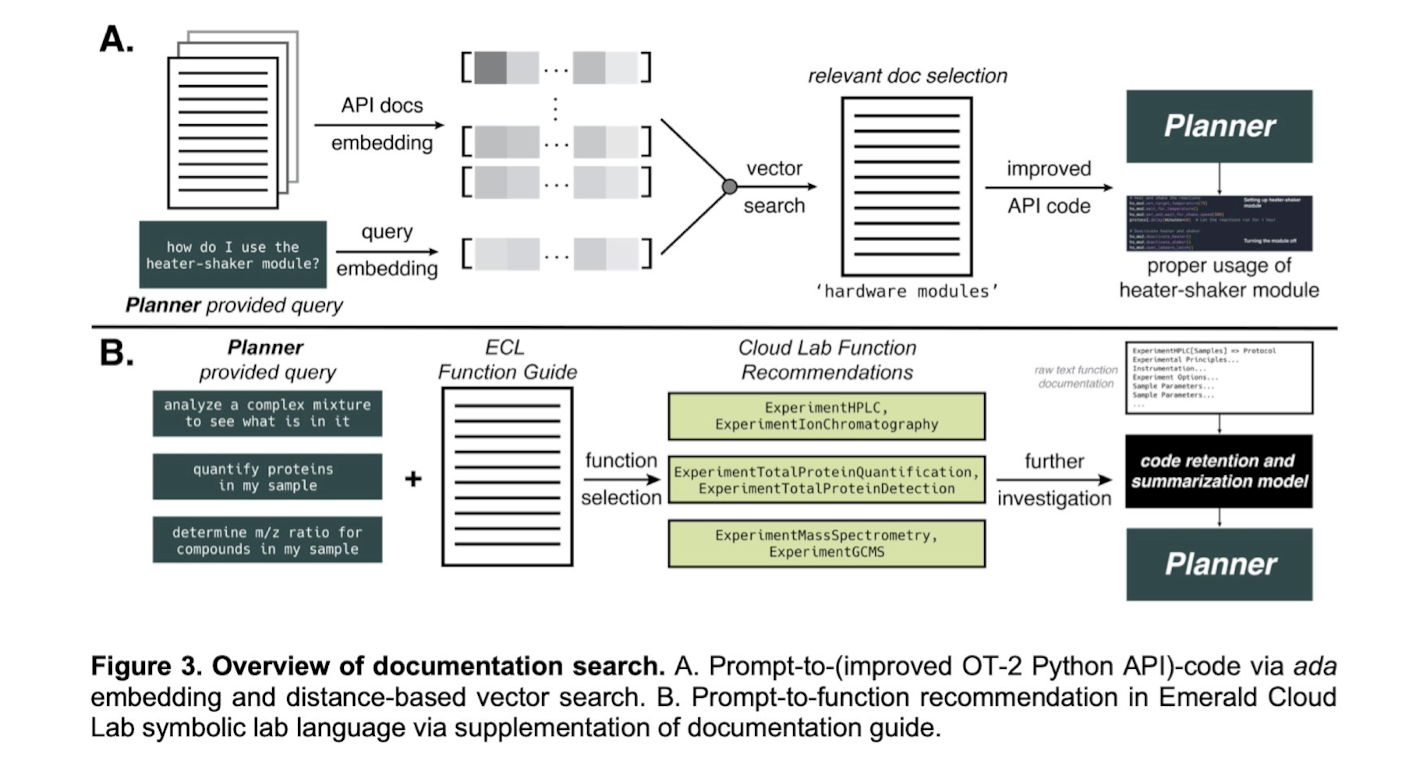 A.
API docs
embedding
how do I use the
heater-shaker module?
Planner provided query
query
embedding
vector
search
relevant doc selection
‘hardware modules’
improved
API code
Planner
Setting up heater-shaker
module
Turning the module off
proper usage of
heater-shaker module
B.
Planner
provided query
analyze a complex mixture
to see what is in it
quantify proteins
in my sample
determine m/z ratio for
compounds in my sample
+
ECL
Function Guide
function
selection
Cloud Lab Function
Recommendations
ExperimentHPLC,
ExperimentIonChromatography
ExperimentTotalProteinQuantification,
ExperimentTotalProteinDetection
ExperimentMassSpectrometry,
ExperimentGCMS
further
investigation
raw text function
documentation
ExperimentHPLC[Samples] => Protocol
Experimental Principles...
Instrumentation...
Experiment Options...
Sample Parameters...
Sample Parameters...
...
code retention and
summarization model
Planner
Figure 3. Overview of documentation search. A. Prompt-to-(improved OT-2 Python API)-code via ada
embedding and distance-based vector search. B. Prompt-to-function recommendation in Emerald Cloud
Lab symbolic lab language via supplementation of documentation guide.